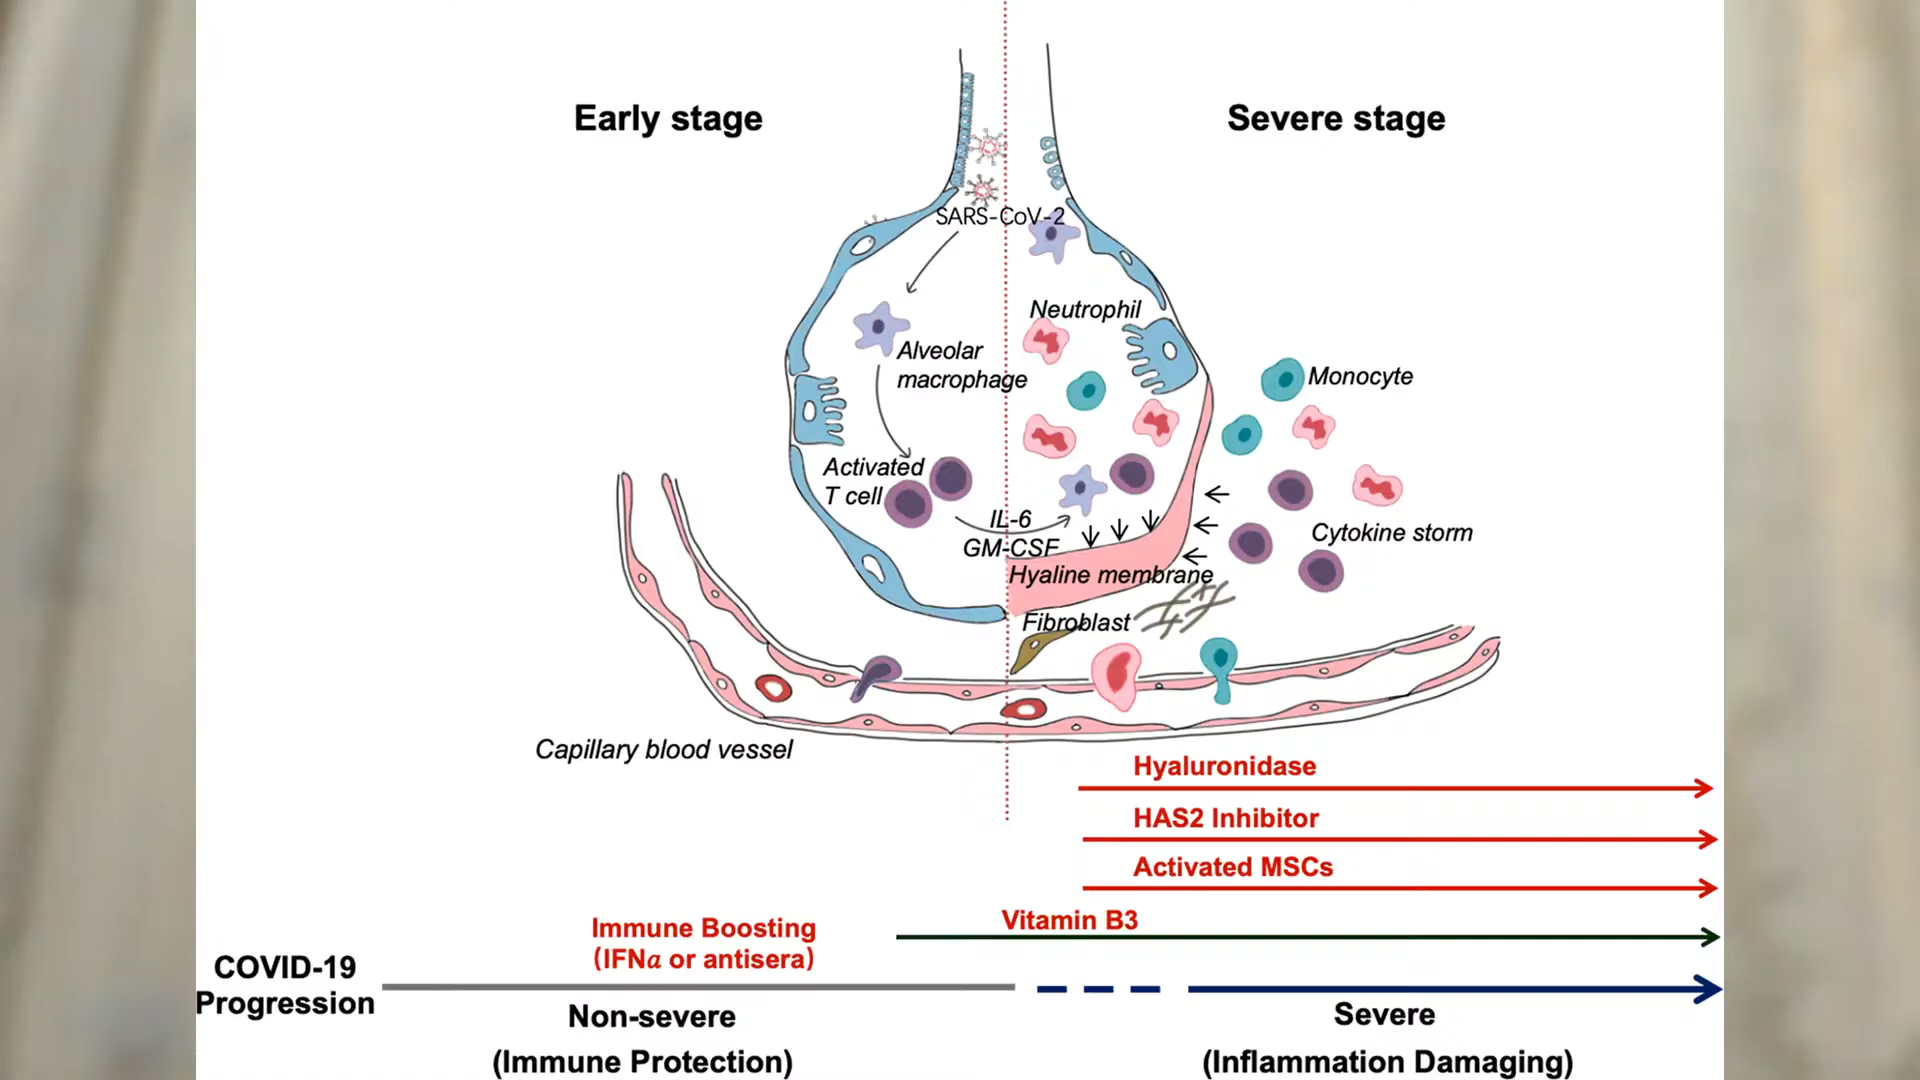 Early stage
Severe stage
SARS-CoV-2
Neutrophil
Alveolar
macrophage
Monocyte
Activated
T cell
IL-6
GM-CSF
Cytokine storm
Hyaline membrane
Fibroblast
Capillary blood vessel
Hyaluronidase
HAS2 Inhibitor
Activated MSCs
Vitamin B3
Immune Boosting
(IFNα or antisera)
COVID-19
Progression
Non-severe
(Immune Protection)
Severe
(Inflammation Damaging)